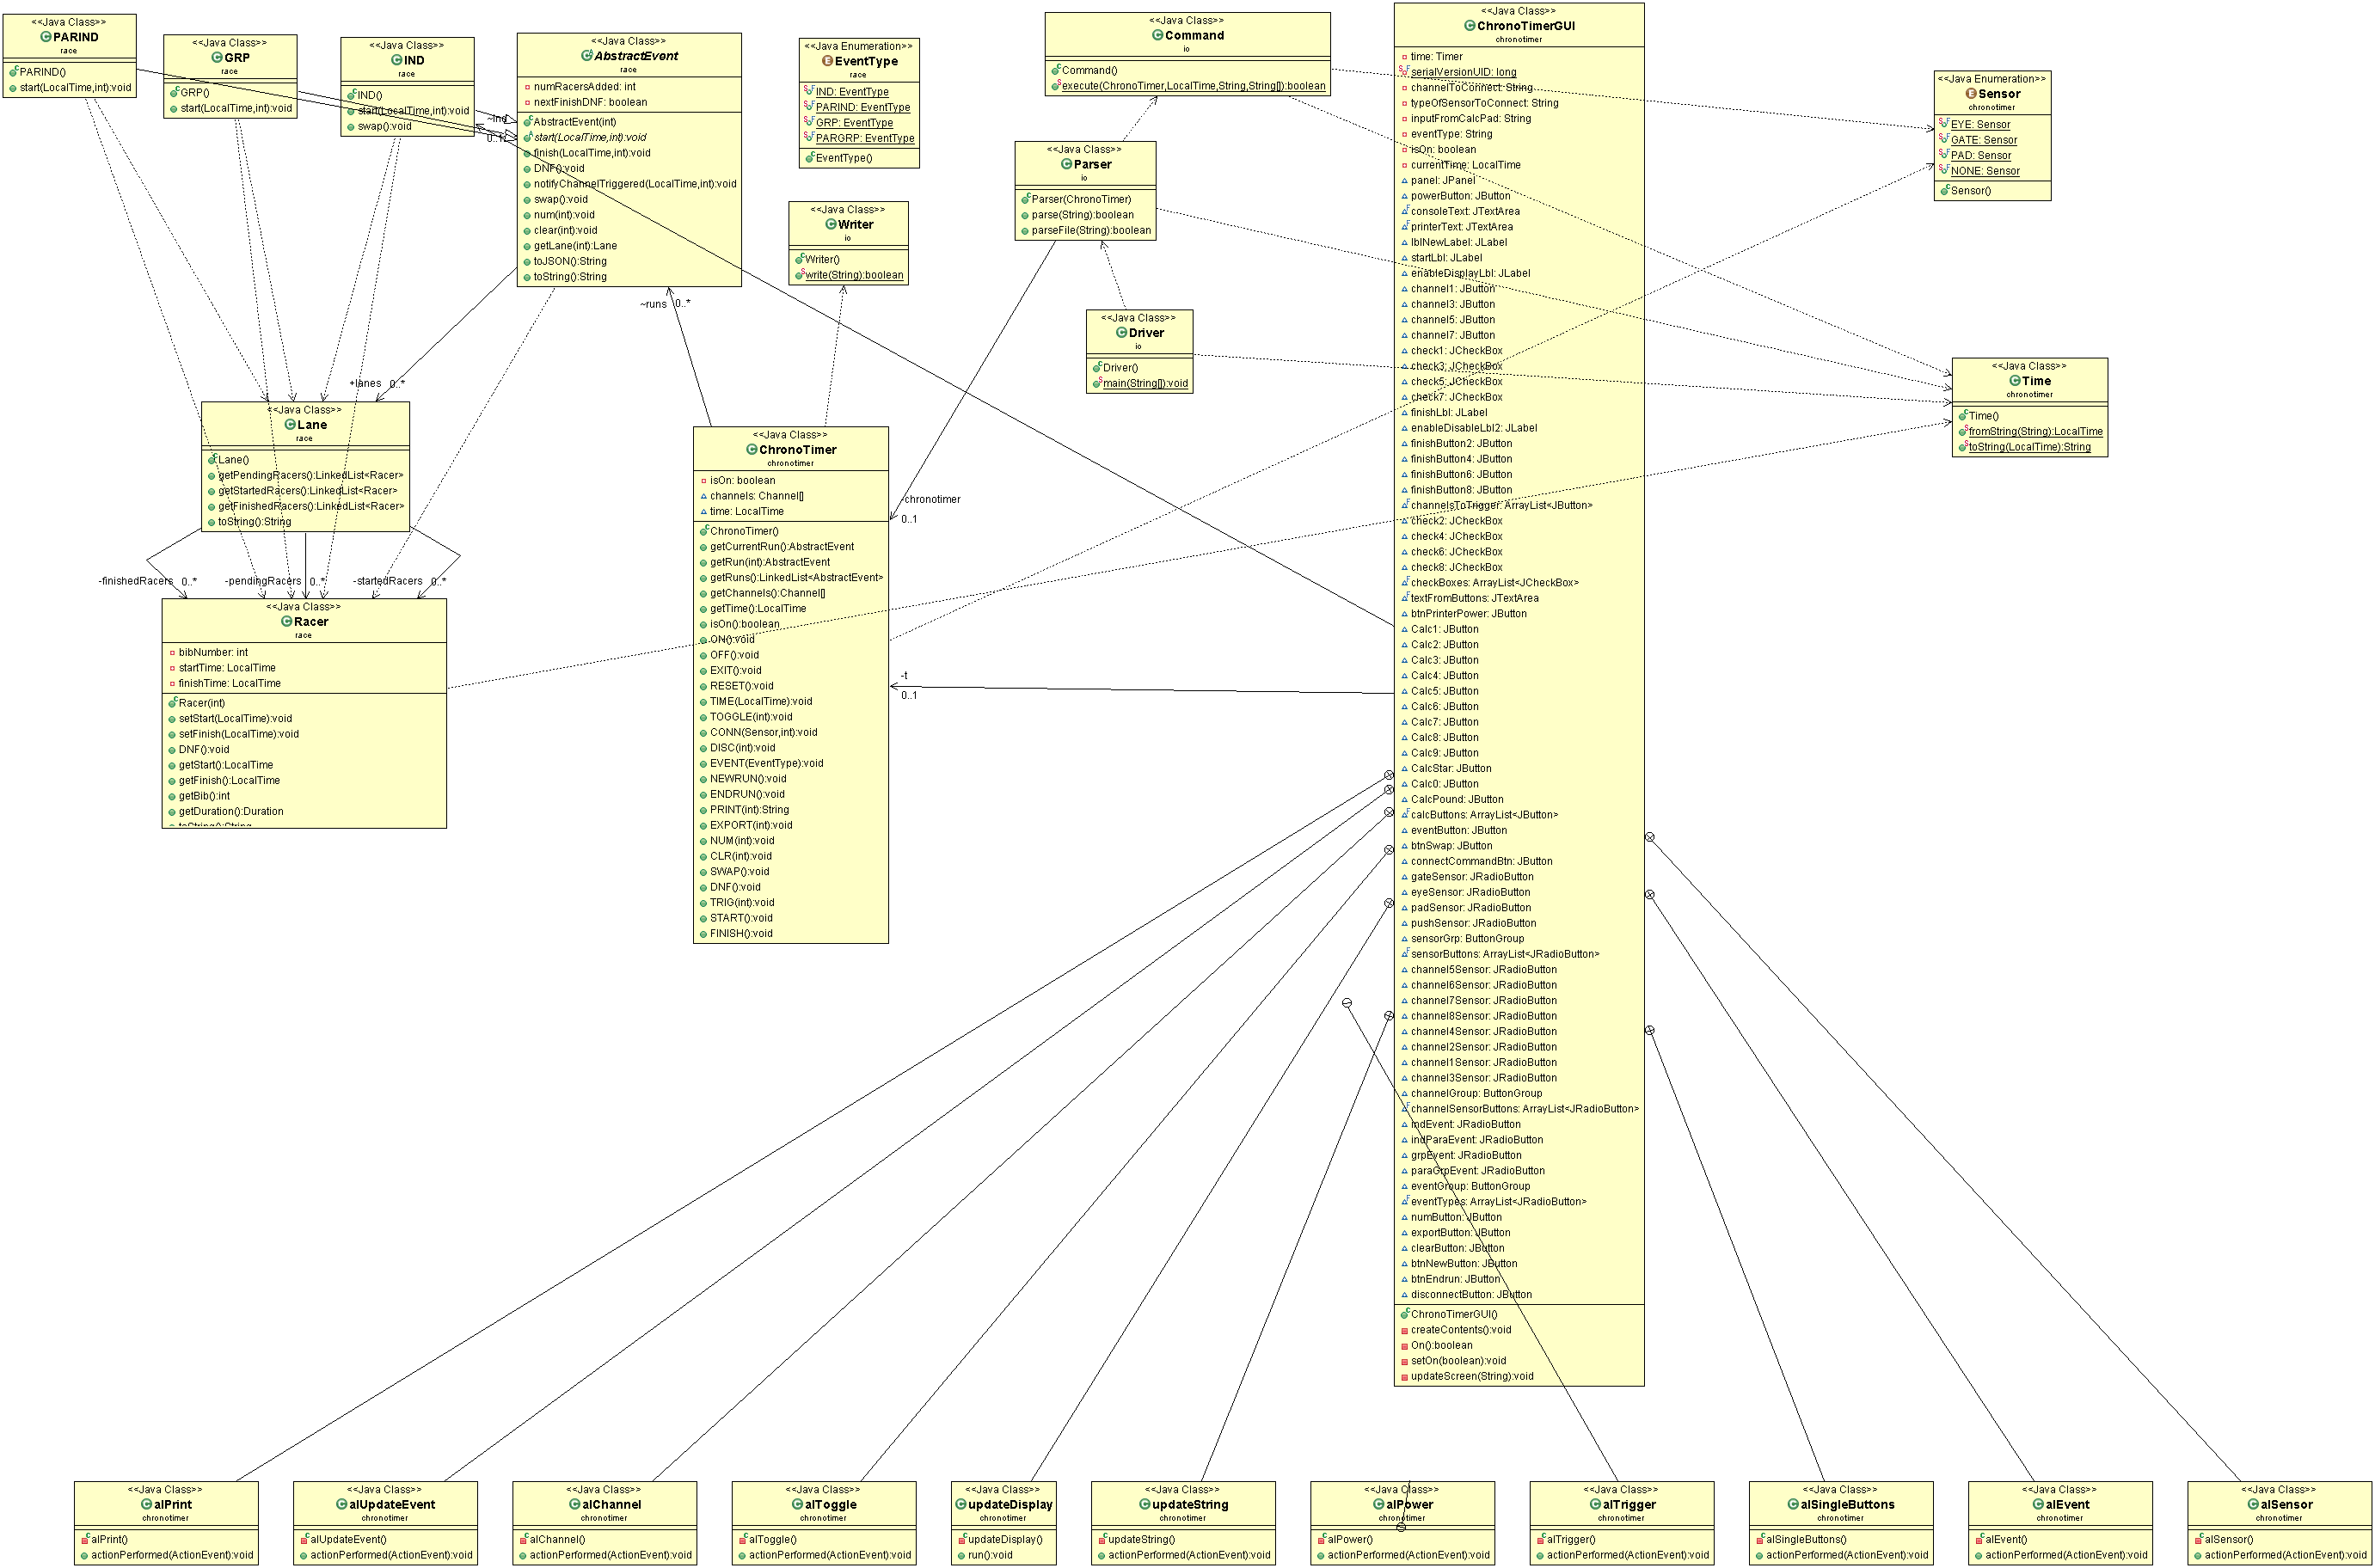 <<Java Class>>
PARIND
race
PARIND()
start(LocalTime,int):void
<<Java Class>>
GRP
race
GRP()
start(LocalTime,int):void
<<Java Class>>
IND
race
IND()
start(LocalTime,int):void
swap():void
~ind
0..1
<<Java Class>>
AbstractEvent
race
numRacersAdded: int
nextFinishDNF: boolean
AbstractEvent(int)
start(LocalTime,int):void
finish(LocalTime,int):void
DNF():void
notifyChannelTriggered(LocalTime,int):void
swap():void
num(int):void
clear(int):void
getLane(int):Lane
toJSON():String
toString():String
<<Java Enumeration>>
EventType
race
IND: EventType
PARIND: EventType
GRP: EventType
PARGRP: EventType
EventType()
<<Java Class>>
Writer
io
Writer()
write(String):boolean
<<Java Class>>
Command
io
Command()
execute(ChronoTimer,LocalTime,String,String[]):boolean
<<Java Class>>
Parser
io
Parser(ChronoTimer)
parse(String):boolean
parseFile(String):boolean
<<Java Class>>
Driver
io
Driver()
main(String[]):void
<<Java Class>>
ChronoTimerGUI
chronotimer
time: Timer
serialVersionUID: long
channelToConnect: String
typeOfSensorToConnect: String
inputFromCalcPad: String
eventType: String
isOn: boolean
currentTime: LocalTime
panel: JPanel
powerButton: JButton
consoleText: JTextArea
printerText: JTextArea
lblNewLabel: JLabel
startLbl: JLabel
enableDisplayLbl: JLabel
channel1: JButton
channel3: JButton
channel5: JButton
channel7: JButton
check1: JCheckBox
check3: JCheckBox
check5: JCheckBox
check7: JCheckBox
finishLbl: JLabel
enableDisableLbl2: JLabel
finishButton2: JButton
finishButton4: JButton
finishButton6: JButton
finishButton8: JButton
channelsToTrigger: ArrayList<JButton>
check2: JCheckBox
check4: JCheckBox
check6: JCheckBox
check8: JCheckBox
checkBoxes: ArrayList<JCheckBox>
textFromButtons: JTextArea
btnPrinterPower: JButton
Calc1: JButton
Calc2: JButton
Calc3: JButton
Calc4: JButton
Calc5: JButton
Calc6: JButton
Calc7: JButton
Calc8: JButton
Calc9: JButton
CalcStar: JButton
Calc0: JButton
CalcPound: JButton
calcButtons: ArrayList<JButton>
eventButton: JButton
btnSwap: JButton
connectCommandBtn: JButton
gateSensor: JRadioButton
eyeSensor: JRadioButton
padSensor: JRadioButton
pushSensor: JRadioButton
sensorGrp: ButtonGroup
sensorButtons: ArrayList<JRadioButton>
channel5Sensor: JRadioButton
channel6Sensor: JRadioButton
channel7Sensor: JRadioButton
channel8Sensor: JRadioButton
channel4Sensor: JRadioButton
channel2Sensor: JRadioButton
channel1Sensor: JRadioButton
channel3Sensor: JRadioButton
channelGroup: ButtonGroup
channelSensorButtons: ArrayList<JRadioButton>
indEvent: JRadioButton
indParaEvent: JRadioButton
grpEvent: JRadioButton
paraGrpEvent: JRadioButton
eventGroup: ButtonGroup
eventTypes: ArrayList<JRadioButton>
numButton: JButton
exportButton: JButton
clearButton: JButton
btnNewButton: JButton
btnEndrun: JButton
disconnectButton: JButton
ChronoTimerGUI()
createContents():void
On():boolean
setOn(boolean):void
updateScreen(String):void
<<Java Enumeration>>
Sensor
chronotimer
EYE: Sensor
GATE: Sensor
PAD: Sensor
NONE: Sensor
Sensor()
<<Java Class>>
Time
chronotimer
Time()
fromString(String):LocalTime
toString(LocalTime):String
~runs 0..*
+lanes 0..*
<<Java Class>>
Lane
race
Lane()
getPendingRacers():LinkedList<Racer>
getStartedRacers():LinkedList<Racer>
getFinishedRacers():LinkedList<Racer>
toString():String
-finishedRacers 0..*
-pendingRacers 0..*
-startedRacers 0..*
<<Java Class>>
Racer
race
bibNumber: int
startTime: LocalTime
finishTime: LocalTime
Racer(int)
setStart(LocalTime):void
setFinish(LocalTime):void
DNF():void
getStart():LocalTime
getFinish():LocalTime
getBib():int
getDuration():Duration
toString():String
<<Java Class>>
ChronoTimer
chronotimer
isOn: boolean
channels: Channel[]
time: LocalTime
ChronoTimer()
getCurrentRun():AbstractEvent
getRun(int):AbstractEvent
getRuns():LinkedList<AbstractEvent>
getChannels():Channel[]
getTime():LocalTime
isOn():boolean
ON():void
OFF():void
EXIT():void
RESET():void
TIME(LocalTime):void
TOGGLE(int):void
CONN(Sensor,int):void
DISC(int):void
EVENT(EventType):void
NEWRUN():void
ENDRUN():void
PRINT(int):String
EXPORT(int):void
NUM(int):void
CLR(int):void
SWAP():void
DNF():void
TRIG(int):void
START():void
FINISH():void
-chronotimer
0..1
-t
0..1
<<Java Class>>
alPrint
chronotimer
alPrint()
actionPerformed(ActionEvent):void
<<Java Class>>
alUpdateEvent
chronotimer
alUpdateEvent()
actionPerformed(ActionEvent):void
<<Java Class>>
alChannel
chronotimer
alChannel()
actionPerformed(ActionEvent):void
<<Java Class>>
alToggle
chronotimer
alToggle()
actionPerformed(ActionEvent):void
<<Java Class>>
updateDisplay
chronotimer
updateDisplay()
run():void
<<Java Class>>
updateString
chronotimer
updateString()
actionPerformed(ActionEvent):void
<<Java Class>>
alPower
chronotimer
alPower()
actionPerformed(ActionEvent):void
<<Java Class>>
alTrigger
chronotimer
alTrigger()
actionPerformed(ActionEvent):void
<<Java Class>>
alSingleButtons
chronotimer
alSingleButtons()
actionPerformed(ActionEvent):void
<<Java Class>>
alEvent
chronotimer
alEvent()
actionPerformed(ActionEvent):void
<<Java Class>>
alSensor
chronotimer
alSensor()
actionPerformed(ActionEvent):void